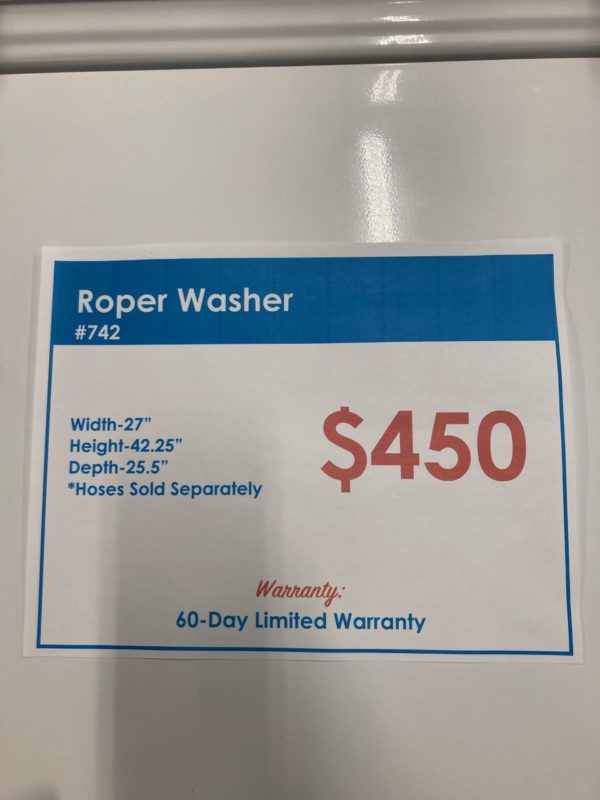 Roper Washer
#742
Width-27”
Height-42.25”
Depth-25.5”
*Hoses Sold Separately
$450
Warranty:
60-Day Limited Warranty